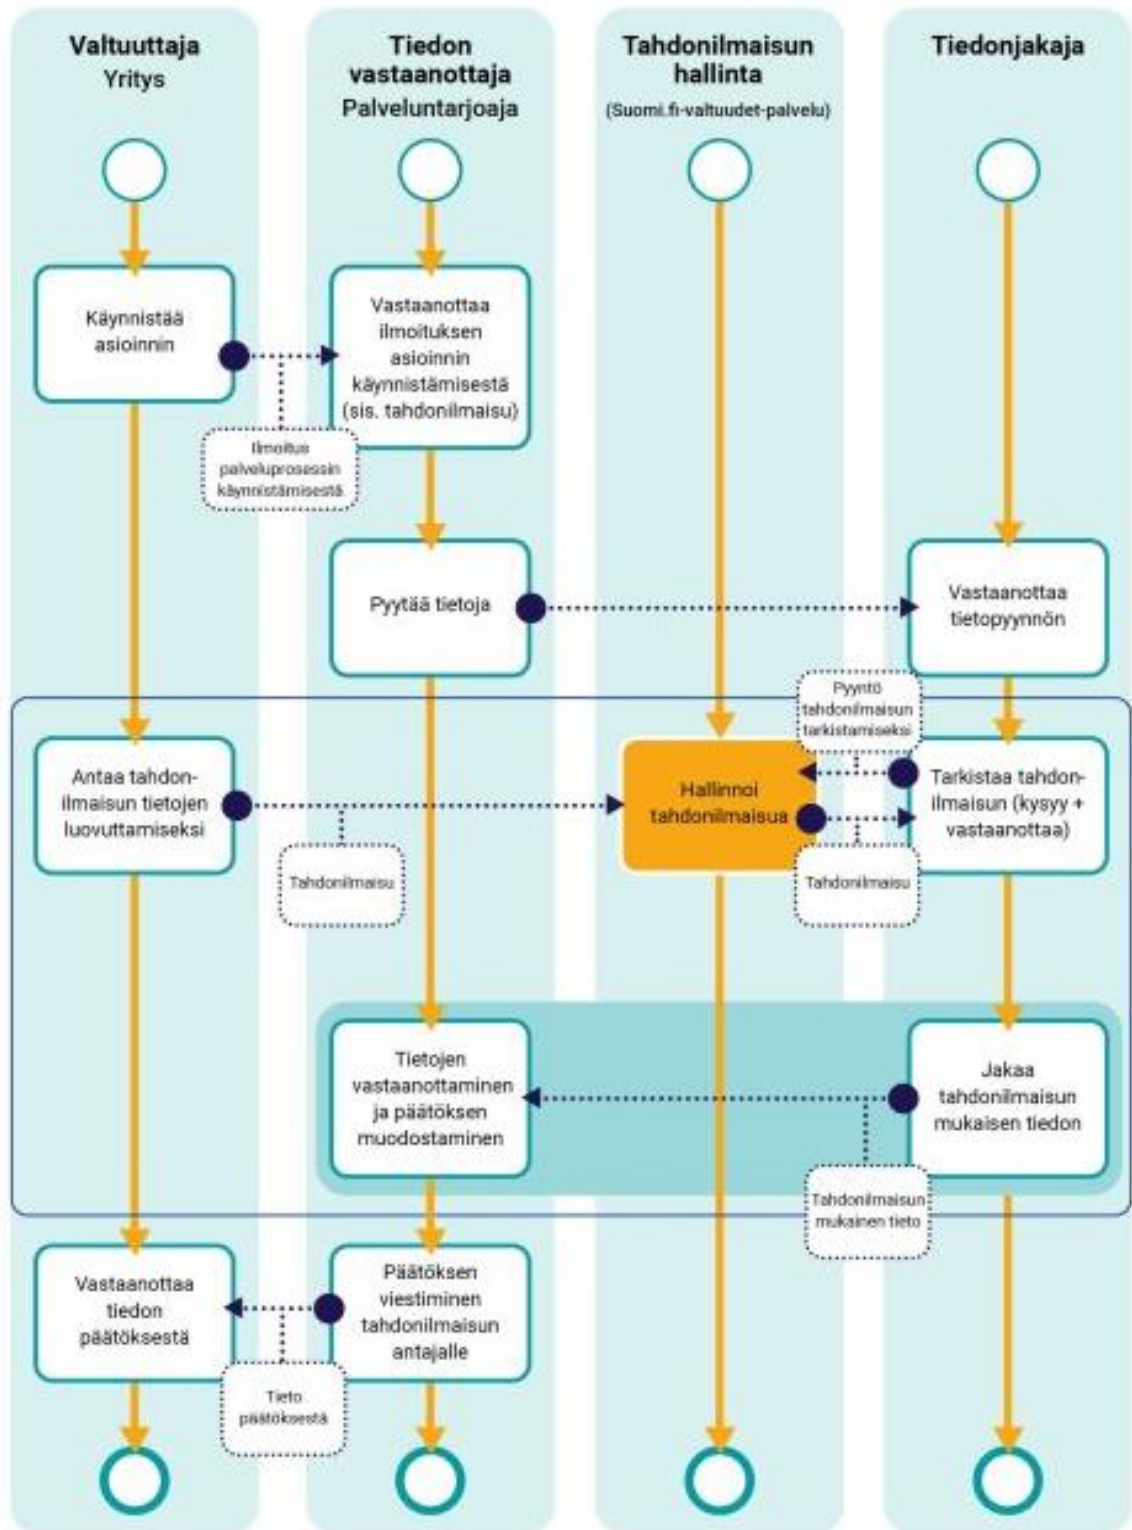 Valtuuttaja
Yritys
Tiedon
vastaanottaja
Palveluntarjoaja
Tahdonilmaisun
hallinta
(Suomi.fi-valtuudet-palvelu)
Tiedonjakaja
Käynnistää
asioinnin
Vastaanottaa
ilmoituksen
asioinnin
käynnistämisestä
(sis. tahdonilmaisu)
Ilmoitus
palveluprosessin
käynnistämisestä
Pyytää tietoja
Vastaanottaa
tietopyynnön
Pyyntö
tahdonilmaisun
tarkistamiseksi
Antaa tahdon-
ilmaisun tietojen
luovuttamiseksi
Tahdonilmaisu
Hallinnoi
tahdonilmaisua
Tarkistaa tahdon-
ilmaisun (kysyy +
vastaanottaa)
Tahdonilmaisu
Tietojen
vastaanottaminen
ja päätöksen
muodostaminen
Jakaa
tahdonilmaisun
mukaisen tiedon
Tahdonilmaisun
mukainen tieto
Vastaanottaa
tiedon
päätöksestä
Päätöksen
viestiminen
tahdonilmaisun
antajalle
Tieto
päätöksestä